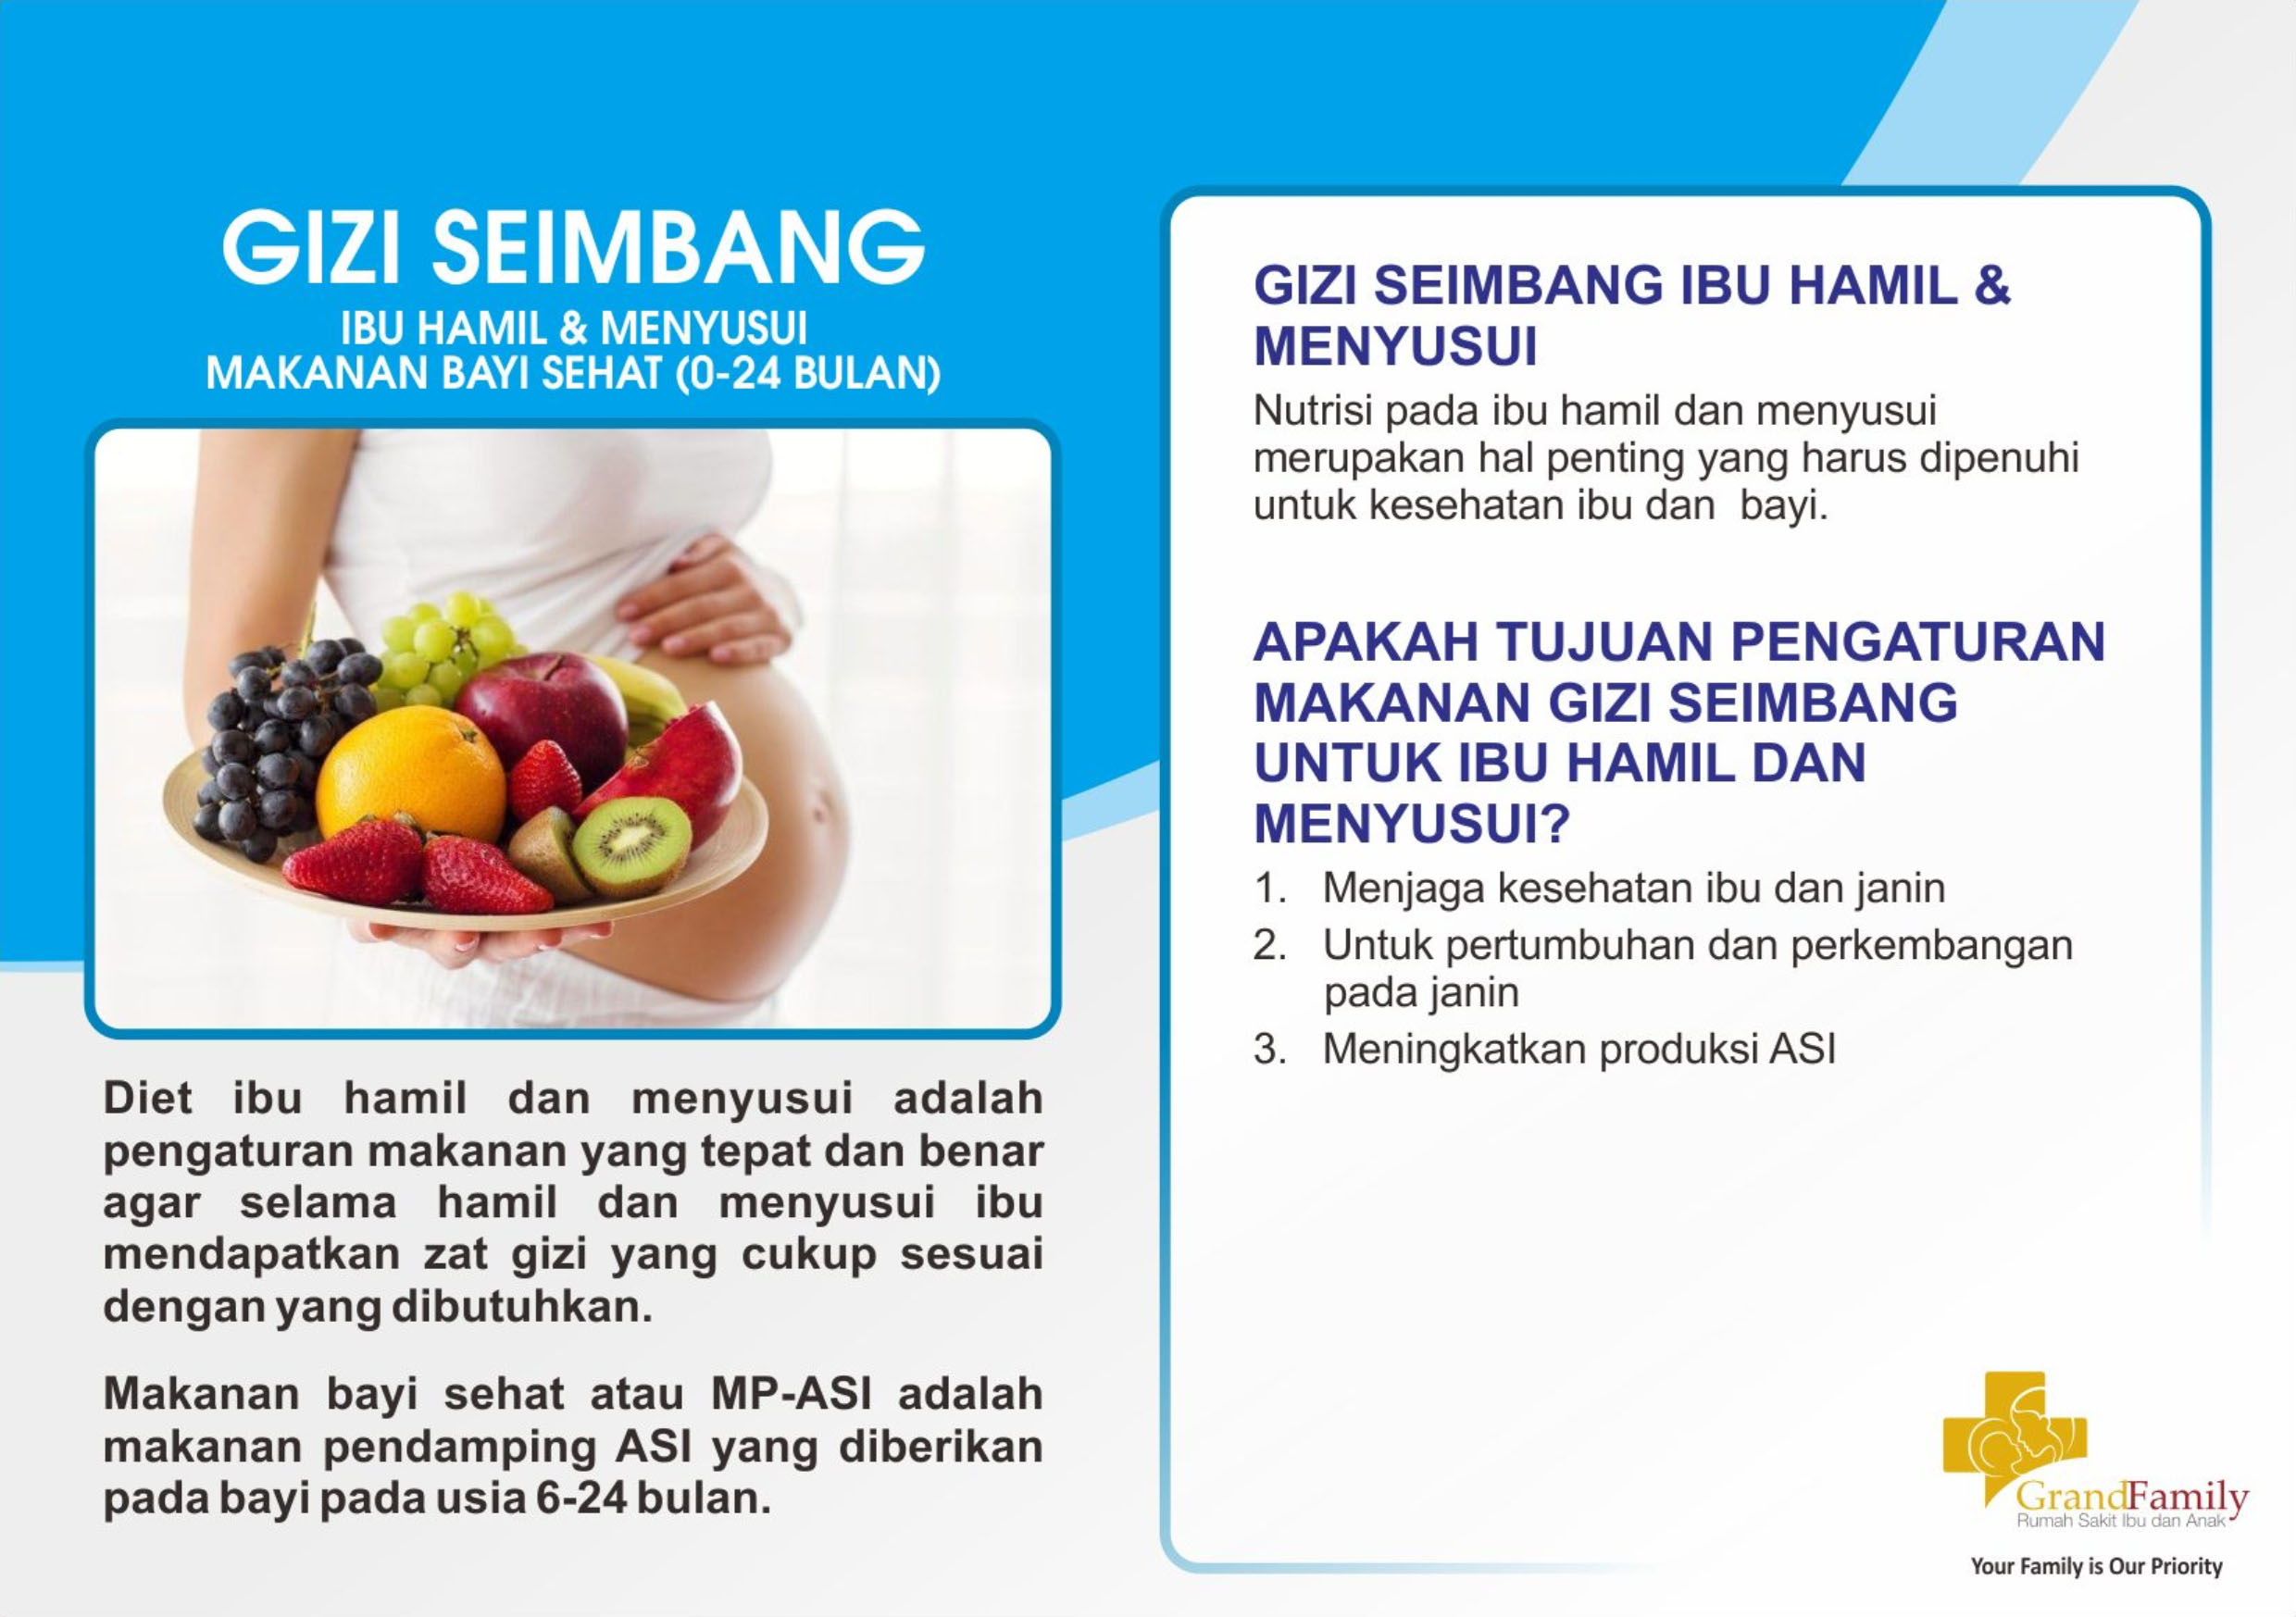 GIZI SEIMBANG
IBU HAMIL & MENYUSUI
MAKANAN BAYI SEHAT (0-24 BULAN)
Diet ibu hamil dan menyusui adalah
pengaturan makanan yang tepat dan benar
agar selama hamil dan menyusui ibu
mendapatkan zat gizi yang cukup sesuai
dengan yang dibutuhkan.
Makanan bayi sehat atau MP-ASI adalah
makanan pendamping ASI yang diberikan
pada bayi pada usia 6-24 bulan.
GIZI SEIMBANG IBU HAMIL &
MENYUSUI
Nutrisi pada ibu hamil dan menyusui
merupakan hal penting yang harus dipenuhi
untuk kesehatan ibu dan bayi.
APAKAH TUJUAN PENGATURAN
MAKANAN GIZI SEIMBANG
UNTUK IBU HAMIL DAN
MENYUSUI?
1. Menjaga kesehatan ibu dan janin
2. Untuk pertumbuhan dan perkembangan
pada janin
3. Meningkatkan produksi ASI
GrandFamily
Rumah Sakit Ibu dan Anak
Your Family is Our Priority